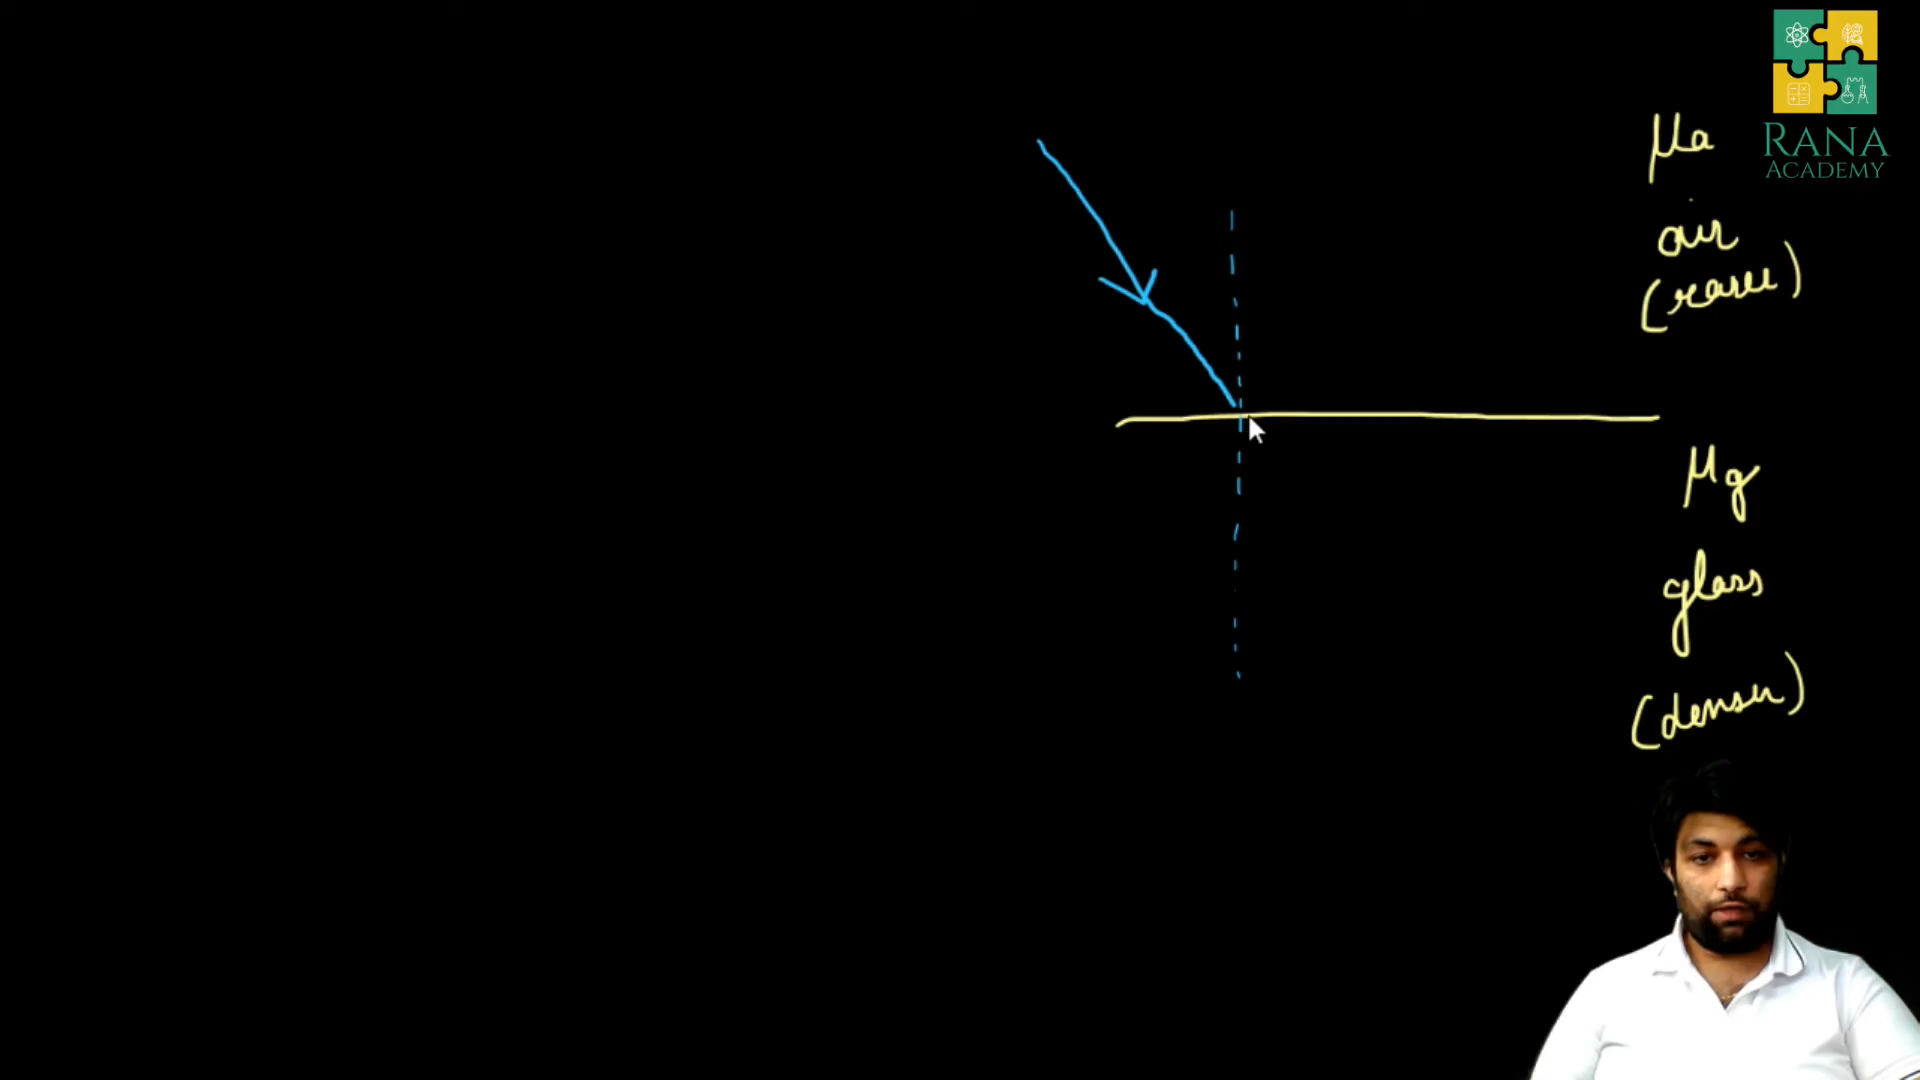 RANA
ACADEMY
μa
air
(rarer)
μg
glass
(denser)